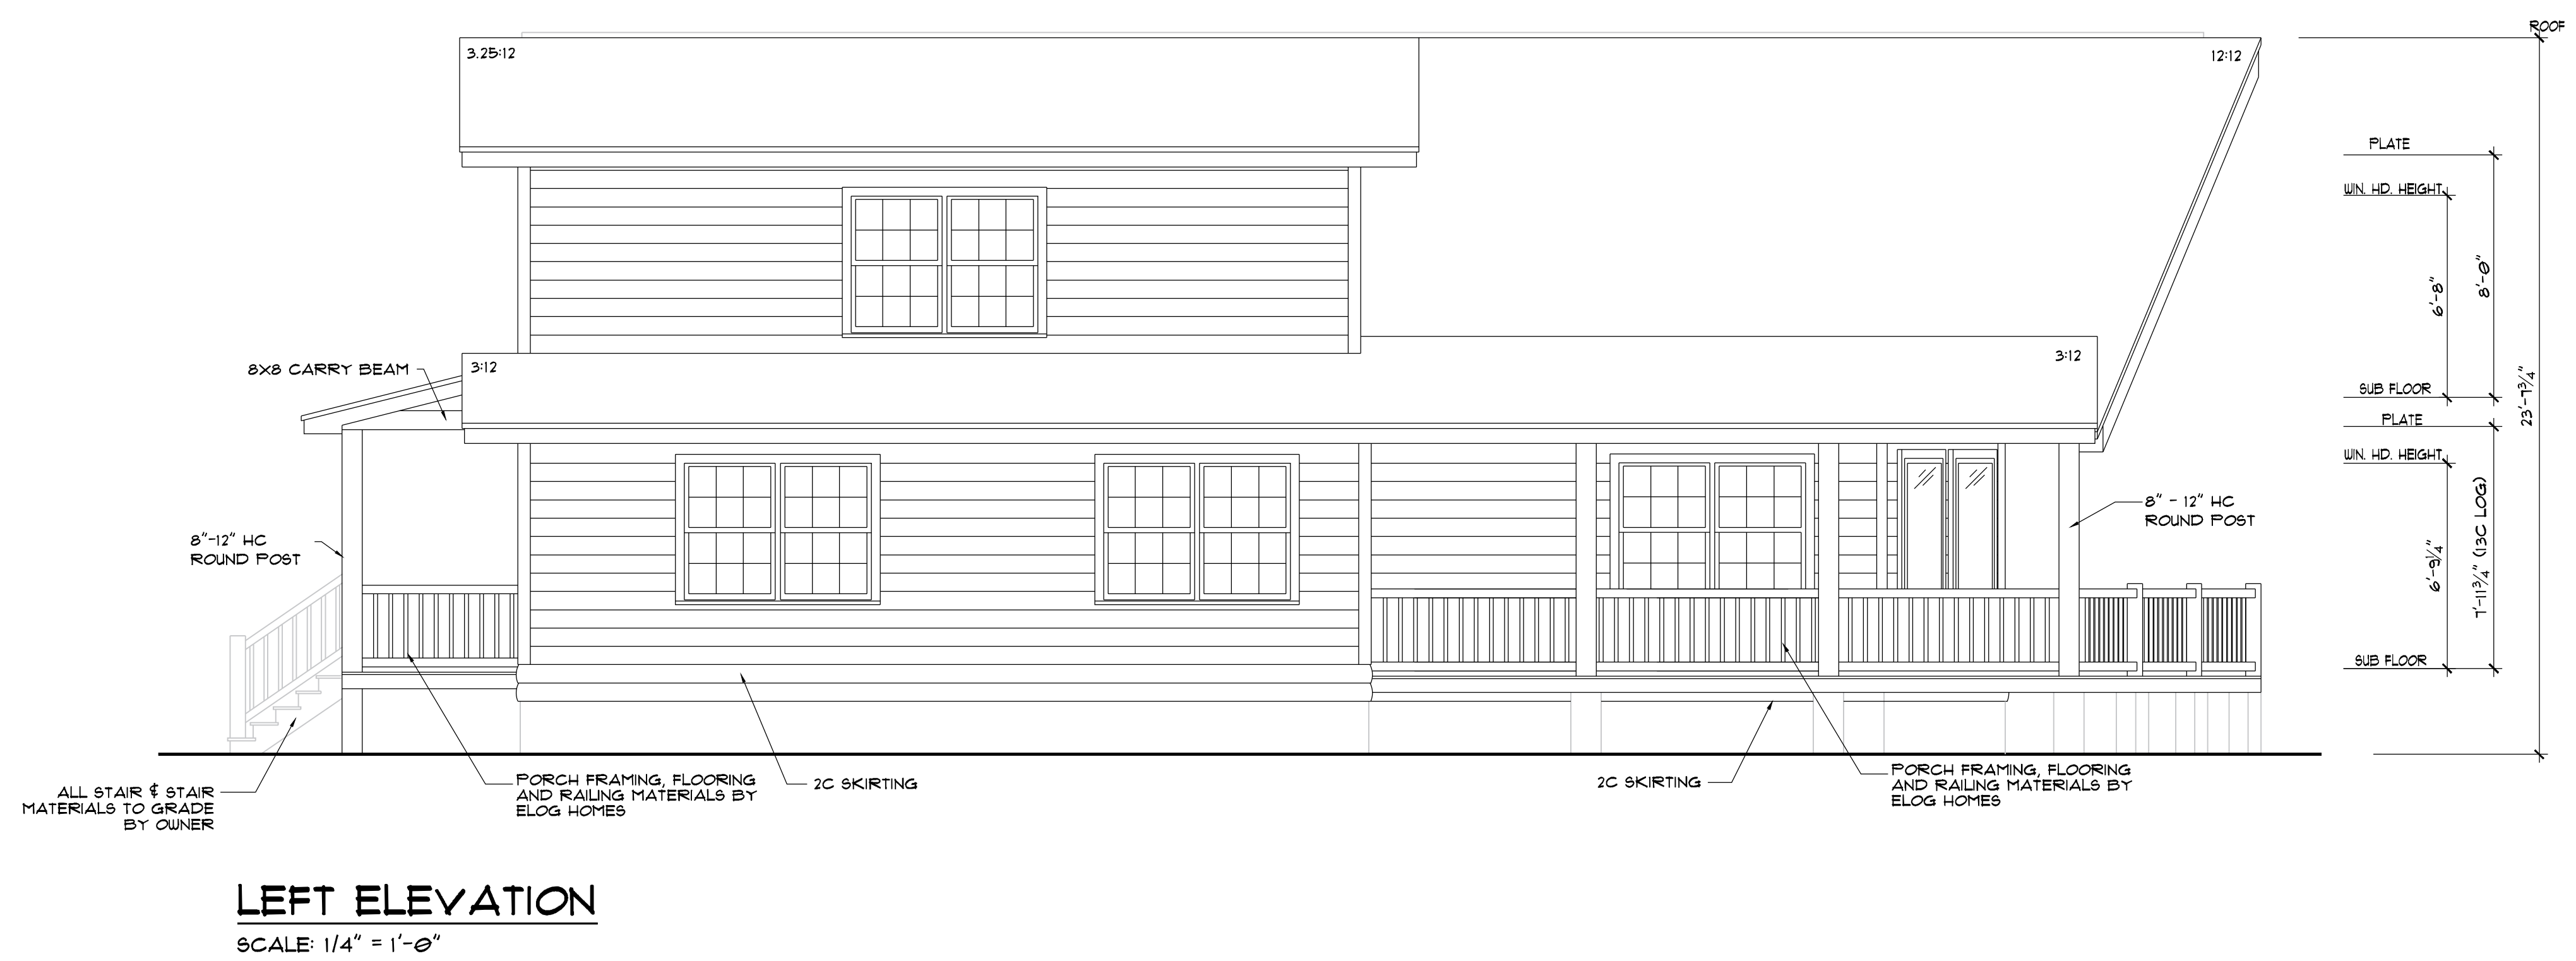 ROOF
3.25:12
12:12
PLATE
WIN. HD. HEIGHT
6'-8"
8'-0"
23'-7 3/4"
8X8 CARRY BEAM
3:12
3:12
SUB FLOOR
PLATE
WIN. HD. HEIGHT
8"-12" HC
ROUND POST
8" - 12" HC
ROUND POST
6'-9 1/4"
7'-11 3/4" (13C LOG)
SUB FLOOR
ALL STAIR & STAIR
MATERIALS TO GRADE
BY OWNER
PORCH FRAMING, FLOORING
AND RAILING MATERIALS BY
ELOG HOMES
2C SKIRTING
2C SKIRTING
PORCH FRAMING, FLOORING
AND RAILING MATERIALS BY
ELOG HOMES
LEFT ELEVATION
SCALE: 1/4" = 1'-0"